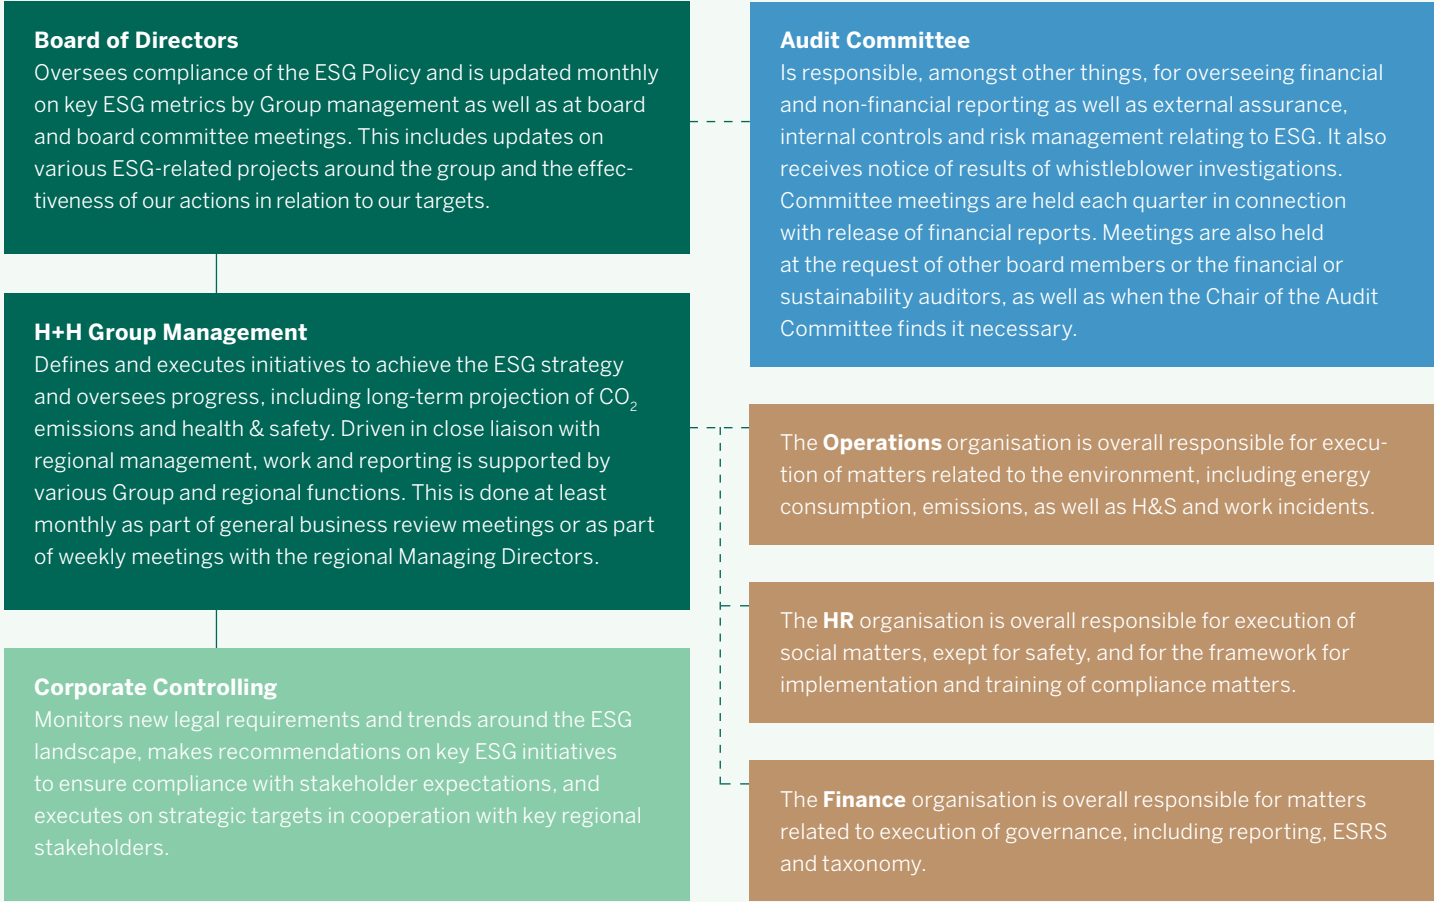 Board of Directors
Oversees compliance of the ESG Policy and is updated monthly
on key ESG metrics by Group management as well as at board
and board committee meetings. This includes updates on
various ESG-related projects around the group and the effec-
tiveness of our actions in relation to our targets.
H+H Group Management
Defines and executes initiatives to achieve the ESG strategy
and oversees progress, including long-term projection of CO₂
emissions and health & safety. Driven in close liaison with
regional management, work and reporting is supported by
various Group and regional functions. This is done at least
monthly as part of general business review meetings or as part
of weekly meetings with the regional Managing Directors.
Corporate Controlling
Monitors new legal requirements and trends around the ESG
landscape, makes recommendations on key ESG initiatives
to ensure compliance with stakeholder expectations, and
executes on strategic targets in cooperation with key regional
stakeholders.
Audit Committee
Is responsible, amongst other things, for overseeing financial
and non-financial reporting as well as external assurance,
internal controls and risk management relating to ESG. It also
receives notice of results of whistleblower investigations.
Committee meetings are held each quarter in connection
with release of financial reports. Meetings are also held
at the request of other board members or the financial or
sustainability auditors, as well as when the Chair of the Audit
Committee finds it necessary.
The Operations organisation is overall responsible for execu-
tion of matters related to the environment, including energy
consumption, emissions, as well as H&S and work incidents.
The HR organisation is overall responsible for execution of
social matters, exept for safety, and for the framework for
implementation and training of compliance matters.
The Finance organisation is overall responsible for matters
related to execution of governance, including reporting, ESRS
and taxonomy.